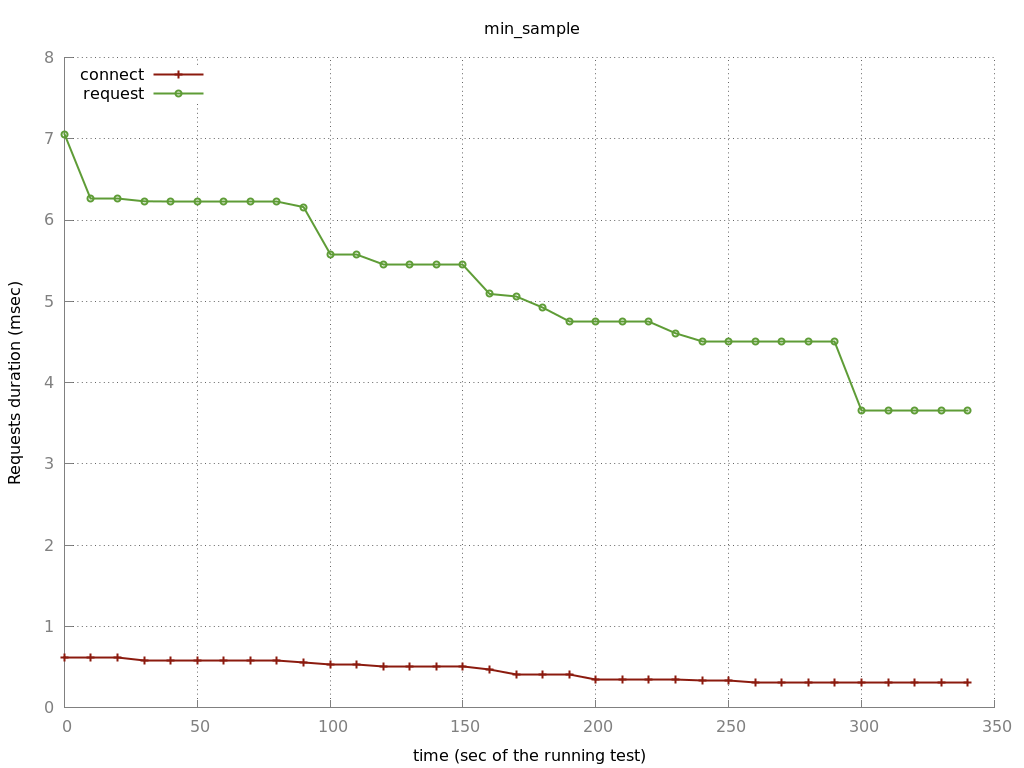 min_sample
connect
request
8
7
6
5
4
3
2
1
0
Requests duration (msec)
0 50 100 150 200 250 300 350
time (sec of the running test)